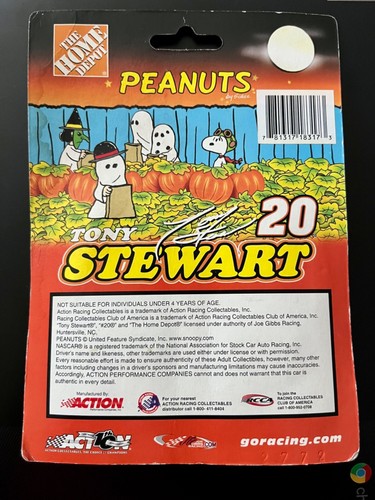 THE
HOME
DEPOT
PEANUTS
7 81317 18317 3
20
TONY
STEWART
NOT SUITABLE FOR INDIVIDUALS UNDER 4 YEARS OF AGE.
Action Racing Collectables is a trademark of Action Racing Collectables, Inc.
Racing Collectables Club of America is a trademark of Action Racing Collectables Club of America, Inc.
"Tony Stewart®", "#20®" and "The Home Depot®" licensed under authority of Joe Gibbs Racing,
Huntersville, NC.
PEANUTS © United Feature Syndicate, Inc. www.snoopy.com
NASCAR® is a registered trademark of the National Association for Stock Car Auto Racing, Inc.
Driver's name and likeness, other trademarks are used either under license or with permission.
Every reasonable effort is made to ensure authenticity of these Adult Collectibles, however, many other
factors including changes in a driver's sponsors and manufacturing limitations may cause inaccuracies.
Accordingly, ACTION PERFORMANCE COMPANIES cannot and does not warrant that this car is
authentic in every detail.
Manufactured By:
ACTION
For your nearest
ACTION RACING COLLECTABLES
distributor call 1-800-411-8404
RCCA
To join the
RACING COLLECTABLES
CLUB OF AMERICA
call 1-800-952-0708
ACTION
goracing.com®